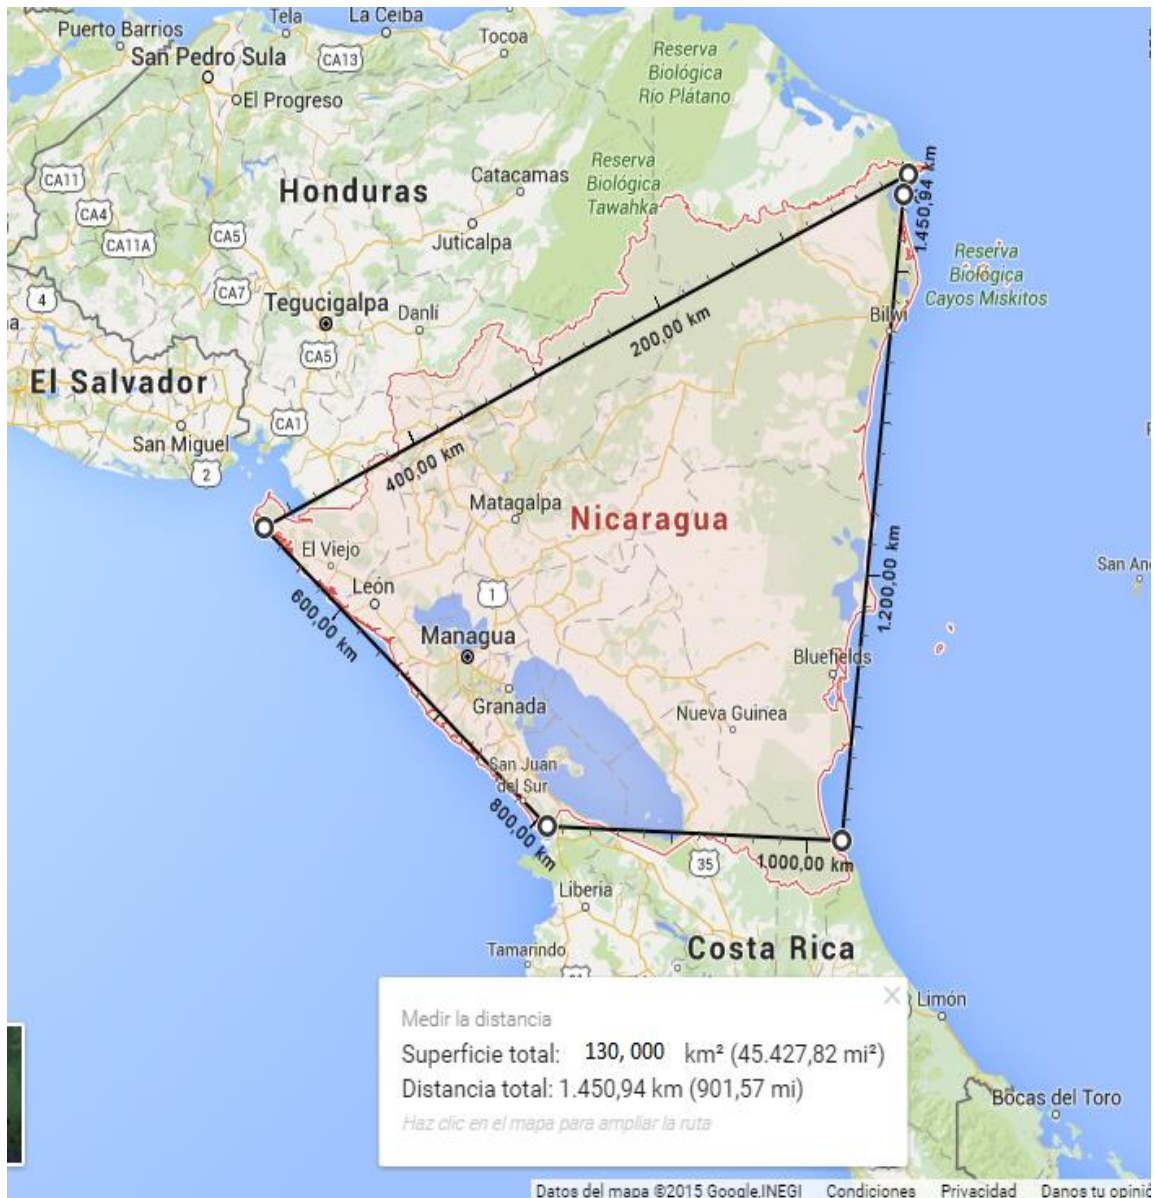 Tela
La Ceiba
Puerto Barrios
Tocoa
San Pedro Sula
CA13
Reserva
Biológica
Río Plátano
El Progreso
Reserva
Biológica
Tawahka
CA11
Catacamas
Honduras
CA4
CA5
CA11A
Juticalpa
1.450,94 km
Reserva
Biológica
Cayos Miskitos
CA7
4
Tegucigalpa
Danlí
Bilwi
200,00 km
CA5
El Salvador
CA1
San Miguel
2
400,00 km
Matagalpa
Nicaragua
El Viejo
León
600,00 km
1
1.200,00 km
San An
Managua
Bluefields
Granada
Nueva Guinea
San Juan
del Sur
800,00 km
35
1.000,00 km
Liberia
Costa Rica
Tamarindo
Limón
Medir la distancia
Superficie total: 130,000 km² (45.427,82 mi²)
Distancia total: 1.450,94 km (901,57 mi)
Haz clic en el mapa para ampliar la ruta
Bocas del Toro
Datos del mapa ©2015 Google,INEGI Condiciones Privacidad Danos tu opinió